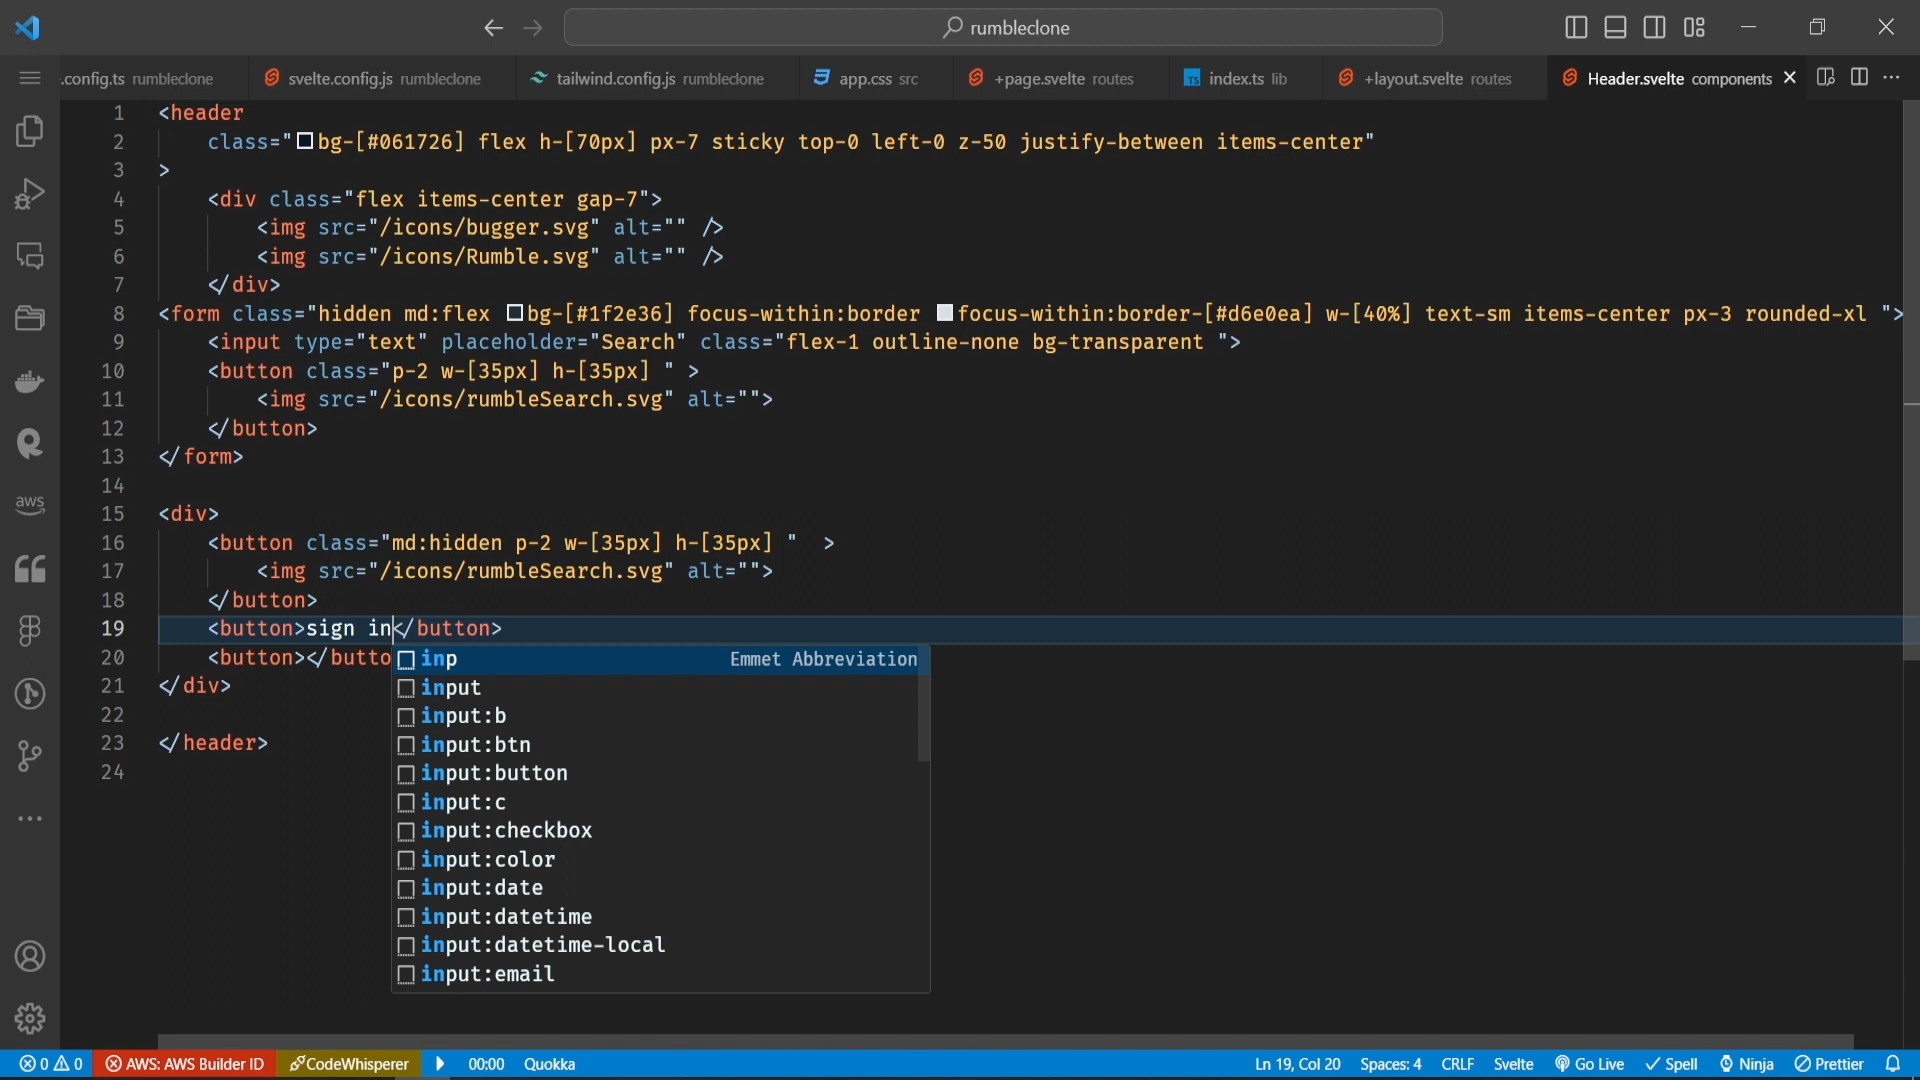 rumbleclone
.config.ts rumbleclone svelte.config.js rumbleclone tailwind.config.js rumbleclone app.css src +page.svelte routes TS index.ts lib +layout.svelte routes Header.svelte components
1 <header
2 class="bg-[#061726] flex h-[70px] px-7 sticky top-0 left-0 z-50 justify-between items-center"
3 >
4 <div class="flex items-center gap-7">
5 <img src="/icons/bugger.svg" alt="" />
6 <img src="/icons/Rumble.svg" alt="" />
7 </div>
8 <form class="hidden md:flex bg-[#1f2e36] focus-within:border focus-within:border-[#d6e0ea] w-[40%] text-sm items-center px-3 rounded-xl ">
9 <input type="text" placeholder="Search" class="flex-1 outline-none bg-transparent ">
10 <button class="p-2 w-[35px] h-[35px] " >
11 <img src="/icons/rumbleSearch.svg" alt="">
12 </button>
13 </form>
14
15 <div>
16 <button class="md:hidden p-2 w-[35px] h-[35px] "  >
17 <img src="/icons/rumbleSearch.svg" alt="">
18 </button>
19 <button>sign in</button>
20 <button></butto
inp Emmet Abbreviation
21 </div>
input
22
input:b
23 </header>
input:btn
24
input:button
input:c
input:checkbox
input:color
input:date
input:datetime
input:datetime-local
input:email
aws
0 0 AWS: AWS Builder ID CodeWhisperer 00:00 Quokka Ln 19, Col 20 Spaces: 4 CRLF Svelte Go Live Spell Ninja Prettier